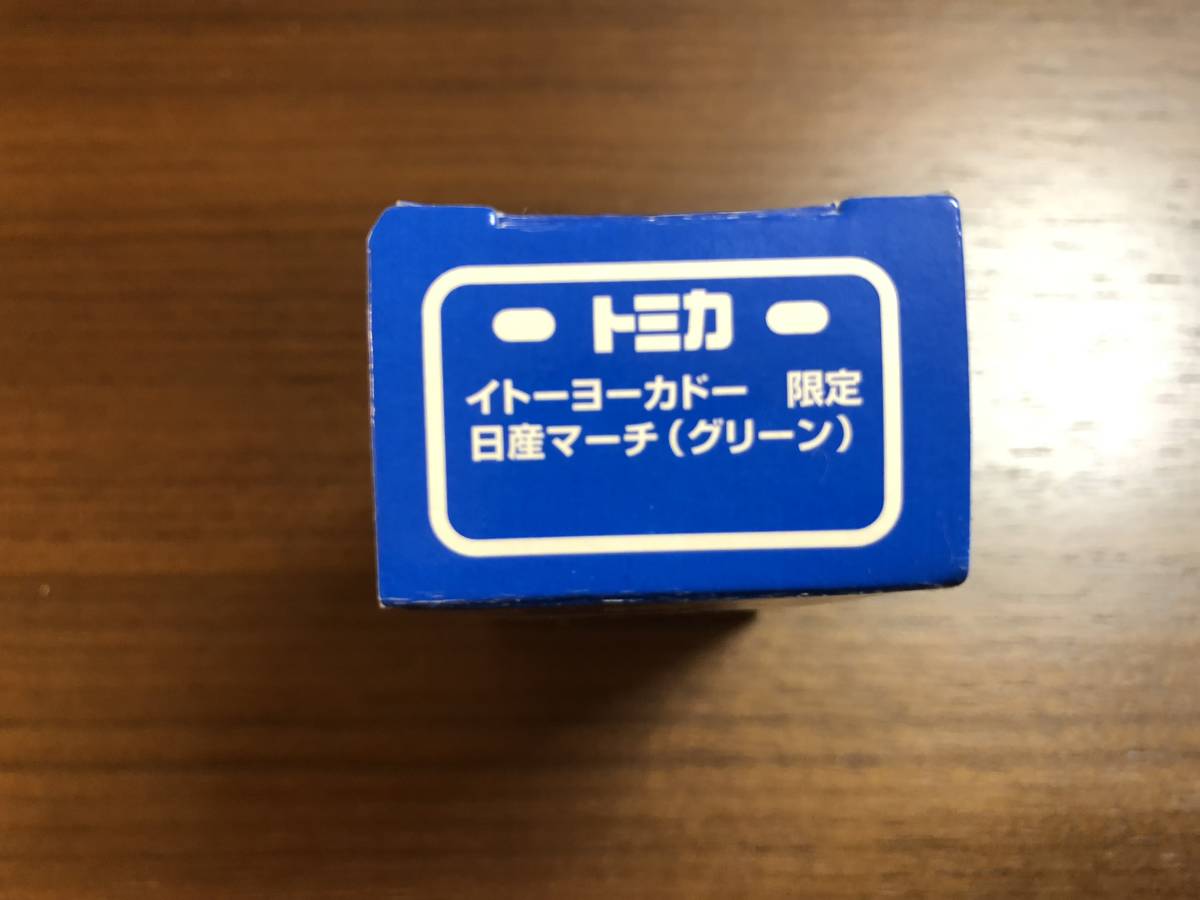 トミカ
イトーヨーカドー　限定
日産マーチ（グリーン）